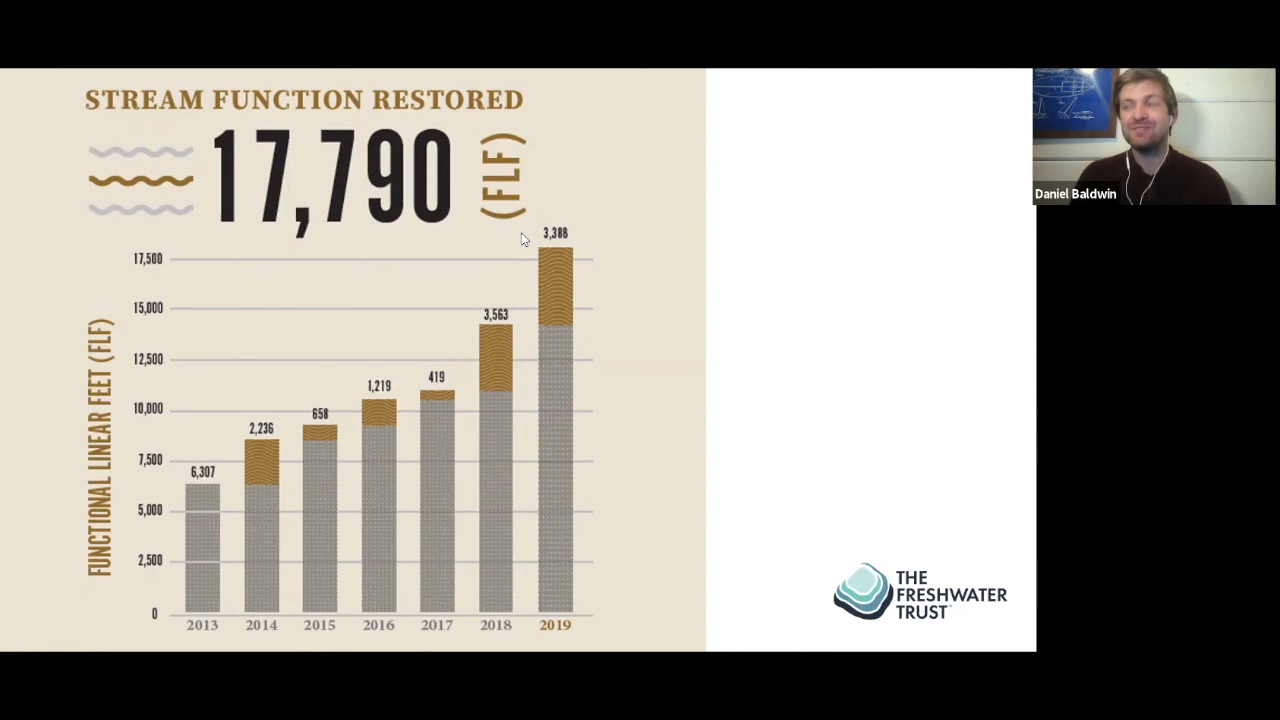 STREAM FUNCTION RESTORED
17,790 (FLF)
FUNCTIONAL LINEAR FEET (FLF)
17,500
15,000
12,500
10,000
7,500
5,000
2,500
0
6,307
2,236
658
1,219
419
3,563
3,388
2013 2014 2015 2016 2017 2018 2019
THE
FRESHWATER
TRUST
Daniel Baldwin